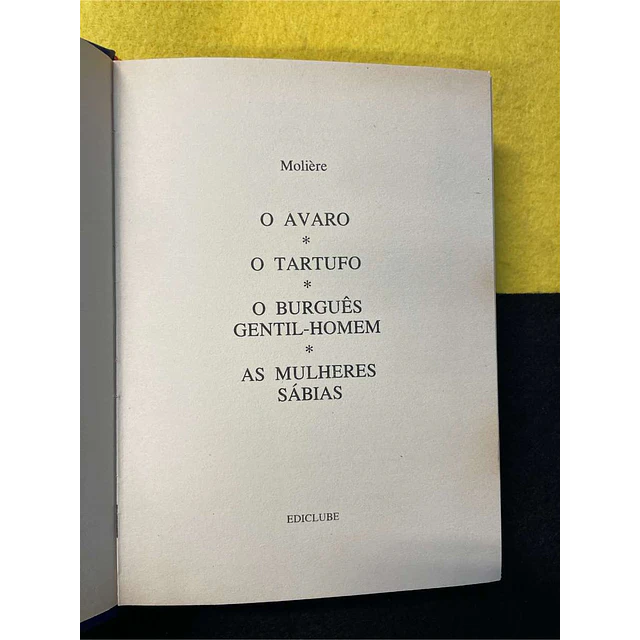 Molière
O AVARO
*
O TARTUFO
*
O BURGUÊS
GENTIL-HOMEM
*
AS MULHERES
SÁBIAS
EDICLUBE